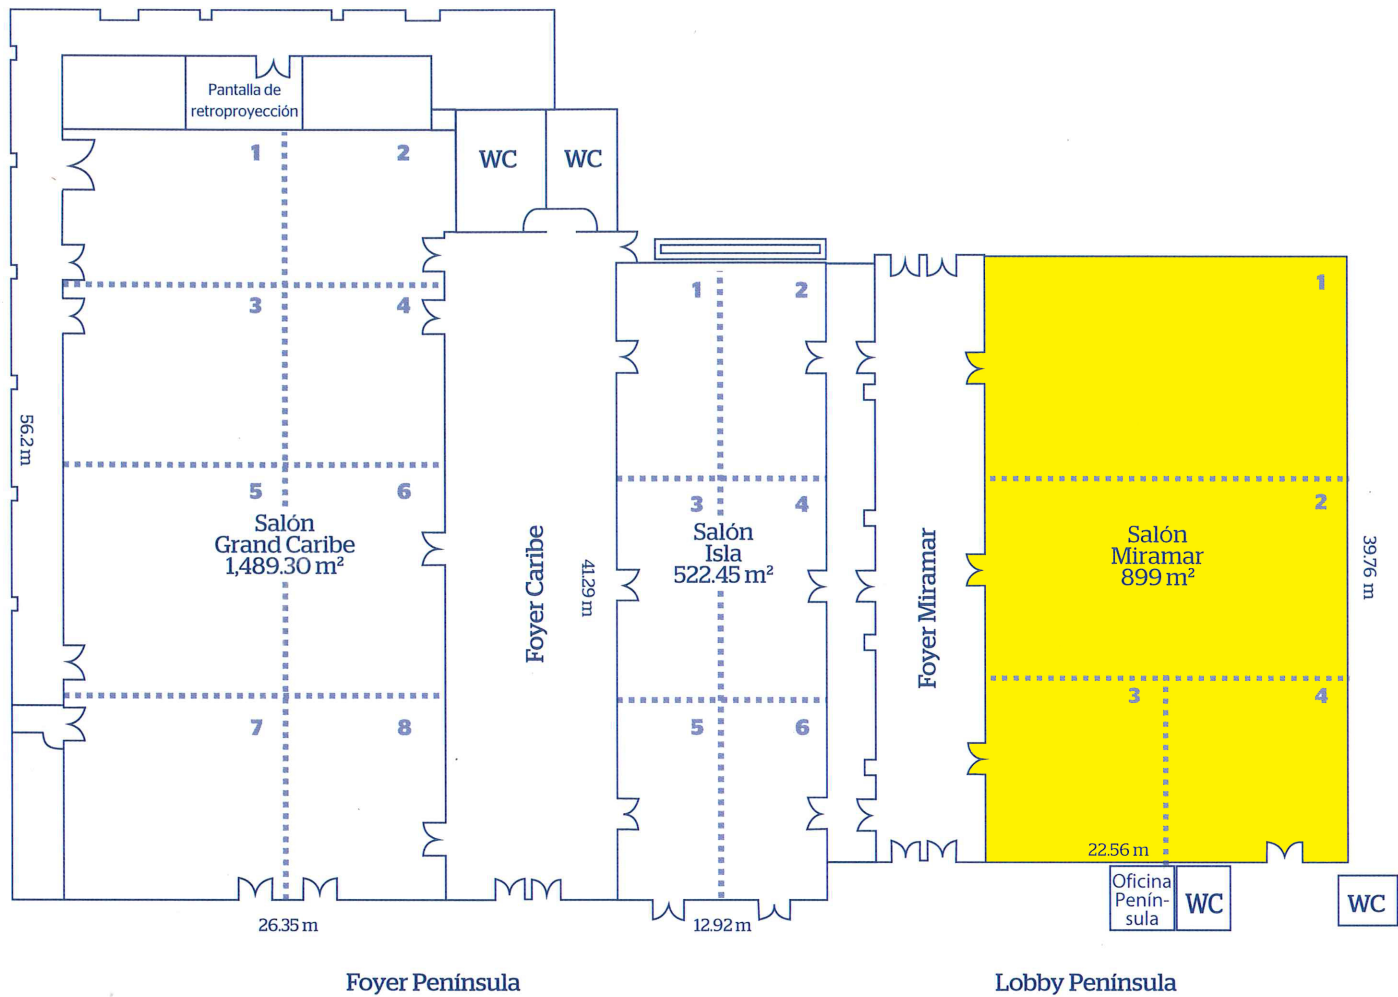 Pantalla de
retroproyección
1
2
WC
WC
3
4
1
2
1
56.2 m
5
6
Salón
Grand Caribe
1,489.30 m²
Foyer Caribe
41.29 m
3
4
Salón
Isla
522.45 m²
Foyer Miramar
2
Salón
Miramar
899 m²
39.76 m
7
8
5
6
3
4
22.56 m
26.35 m
12.92 m
Oficina
Penín-
sula
WC
WC
Foyer Península
Lobby Península